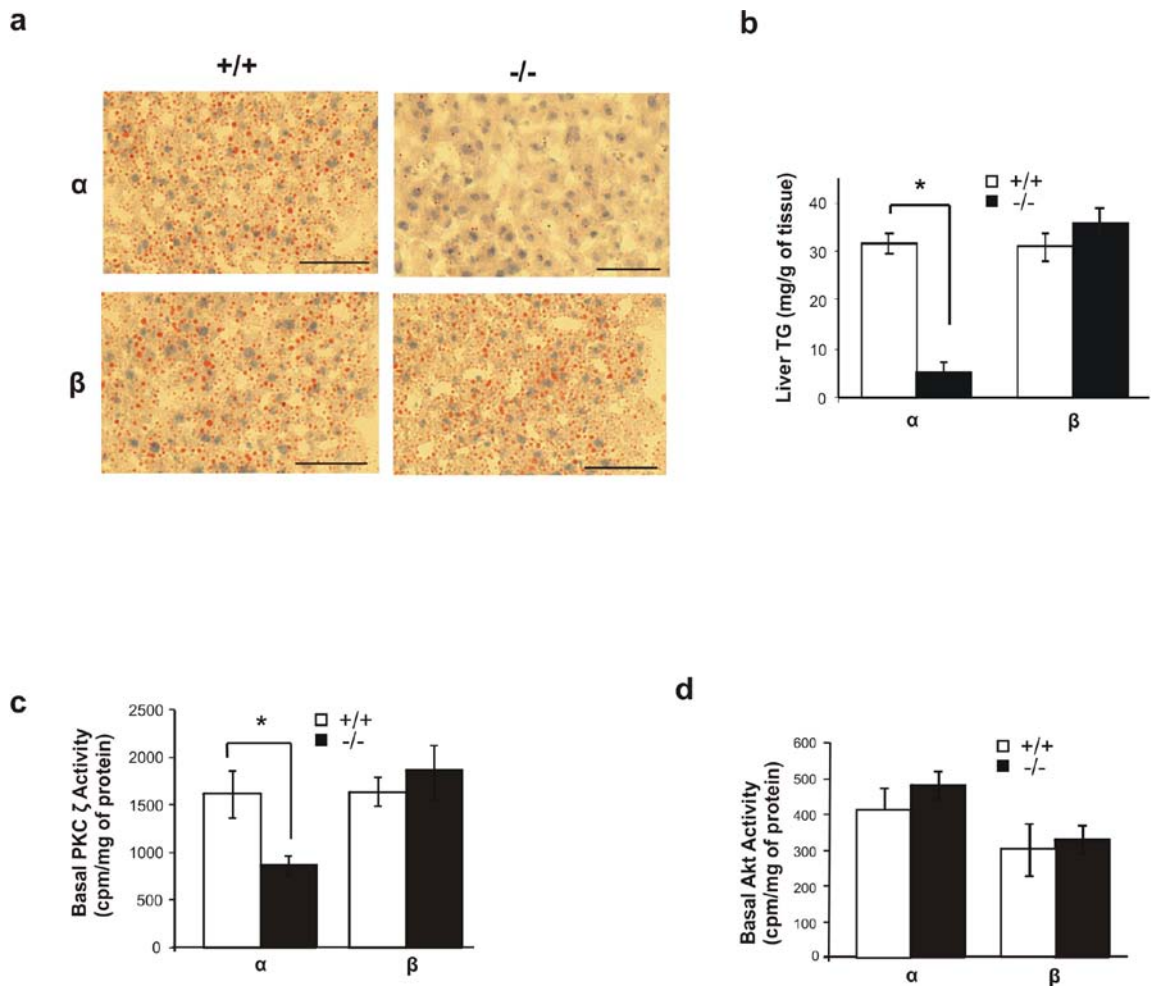 a
+/+
-/-
α
β
b
Liver TG (mg/g of tissue)
40
30
20
10
0
*
+/+
-/-
α
β
c
Basal PKC ζ Activity
(cpm/mg of protein)
2500
2000
1500
1000
500
0
*
+/+
-/-
α
β
d
Basal Akt Activity
(cpm/mg of protein)
600
500
400
300
200
100
0
+/+
-/-
α
β